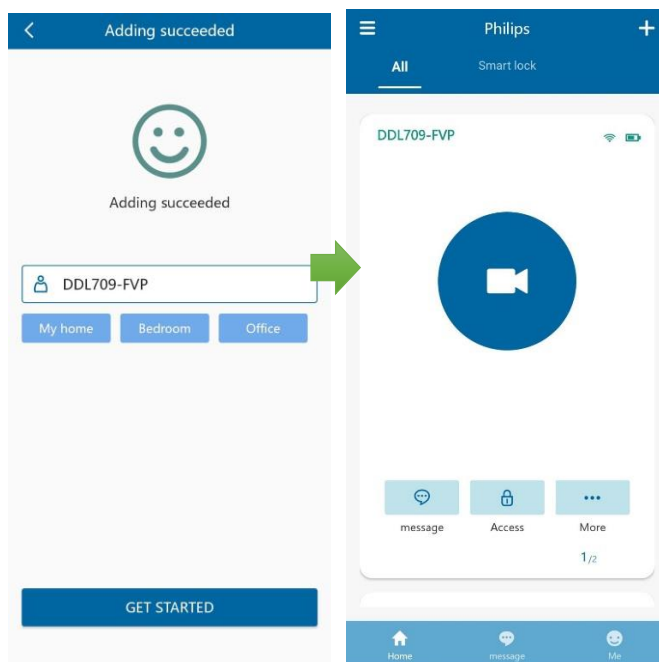 Adding succeeded
Adding succeeded
DDL709-FVP
My home
Bedroom
Office
GET STARTED
Philips
All
Smart lock
DDL709-FVP
message
Access
More
1/2
Home
message
Me